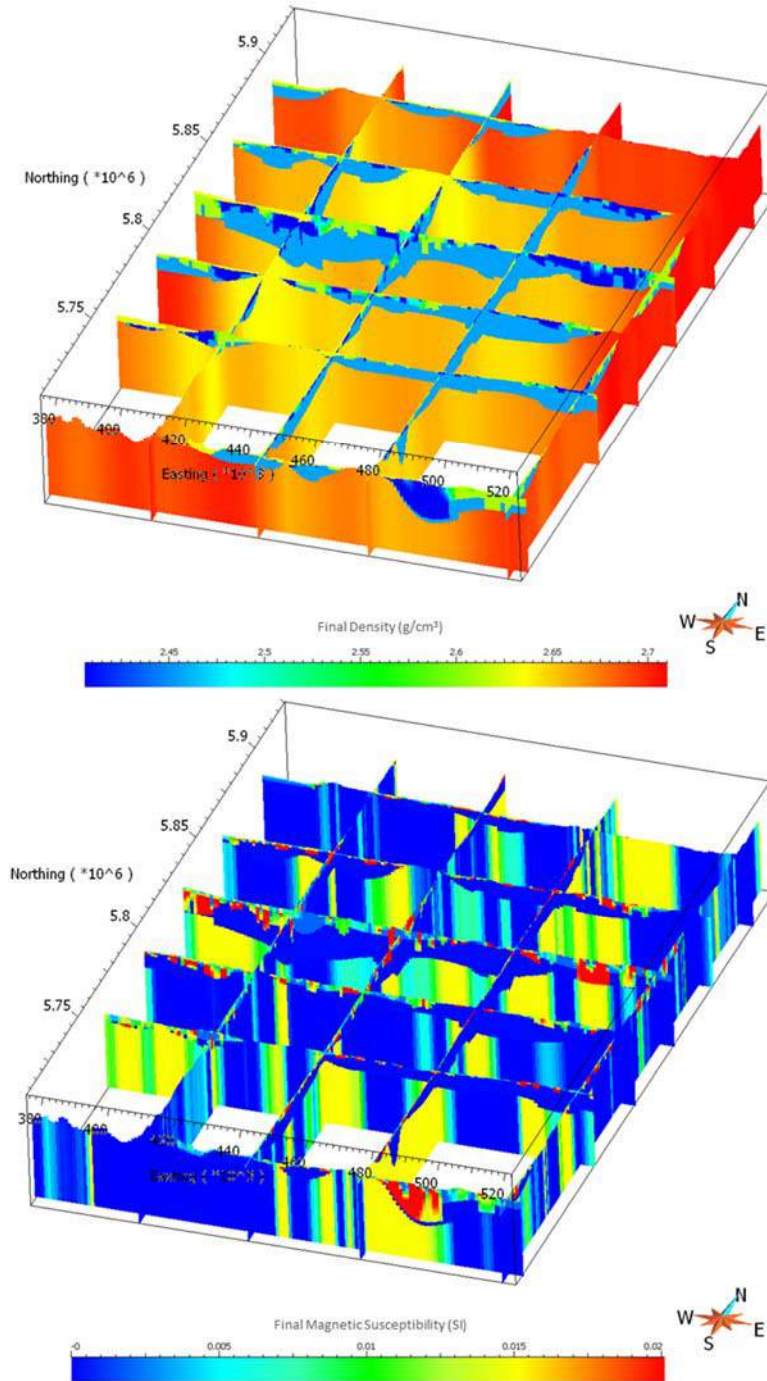 5.9
5.85
Northing ( *10^6 )
5.8
5.75
380
400
420
440
460
480
500
520
Easting ( *10^3 )
N
W
E
S
Final Density (g/cm³)
2.45
2.5
2.55
2.6
2.65
2.7
5.9
5.85
Northing ( *10^6 )
5.8
5.75
380
400
420
440
460
480
500
520
N
W
E
S
Final Magnetic Susceptibility (SI)
-0
0.005
0.01
0.015
0.02